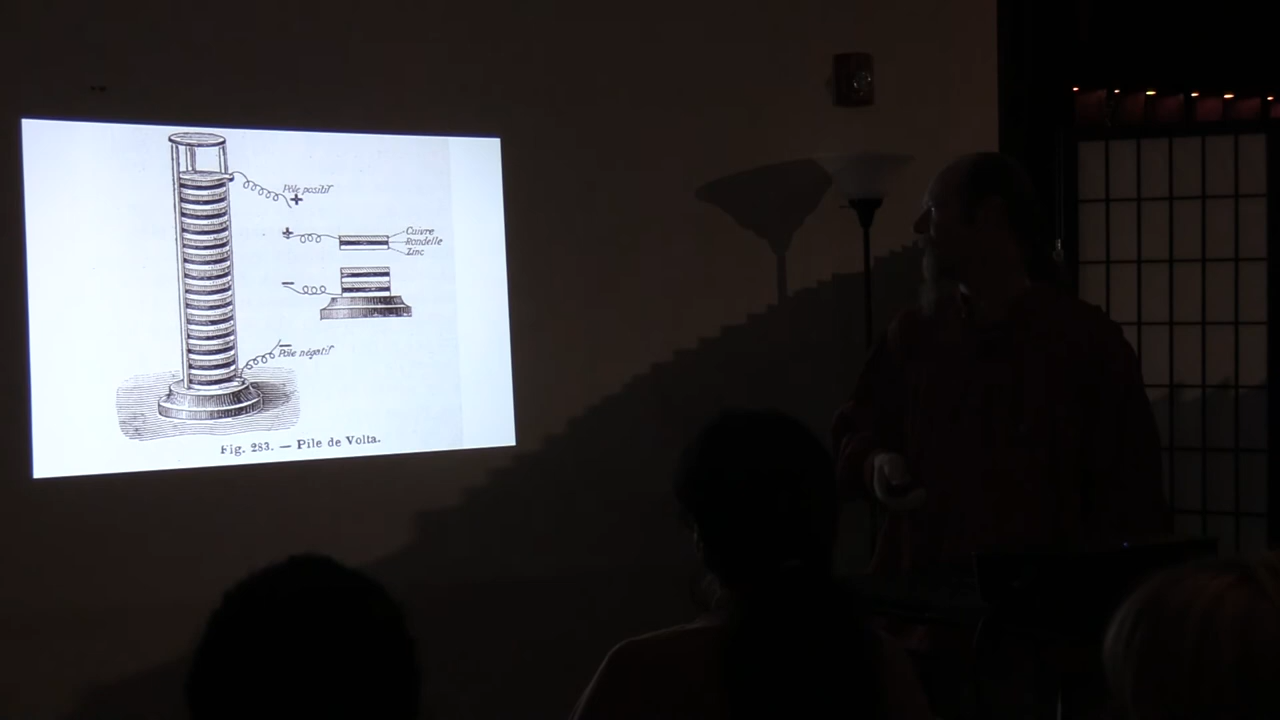 Pôle positif
+
+
Cuivre
Rondelle
Zinc
−
−
Pôle négatif
Fig. 283. — Pile de Volta.